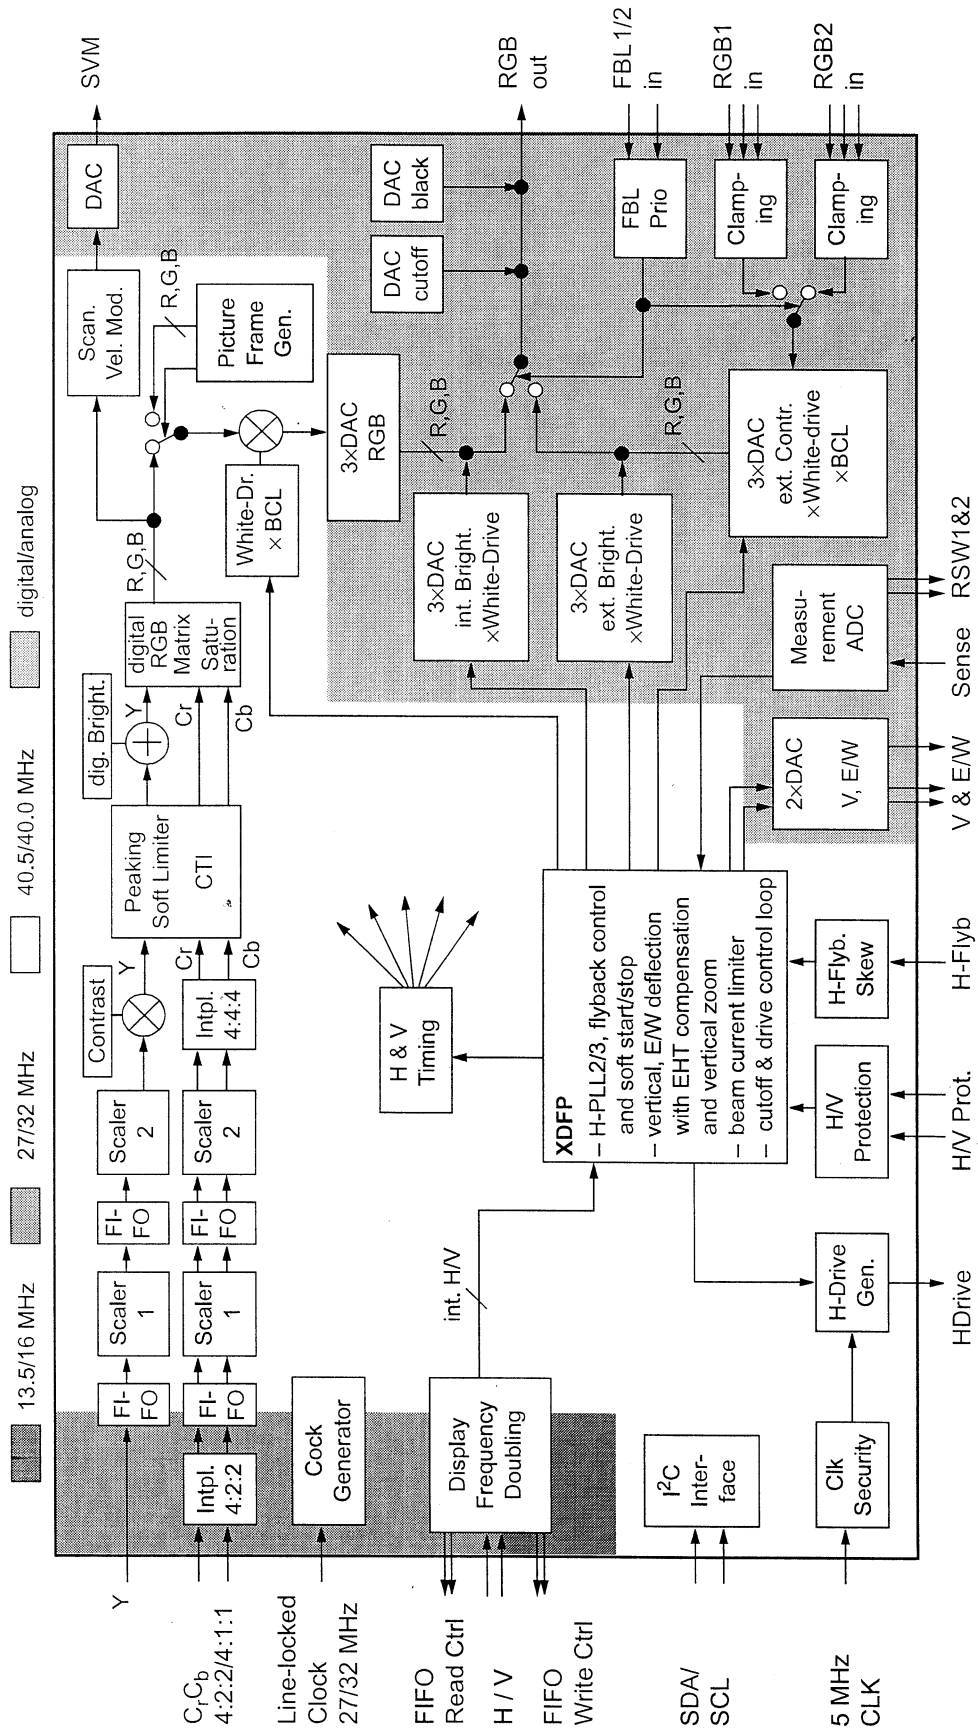 13.5/16 MHz
27/32 MHz
40.5/40.0 MHz
digital/analog
Y
CrCb
4:2:2/4:1:1
Line-locked
Clock
27/32 MHz
FIFO
Read Ctrl
H / V
FIFO
Write Ctrl
SDA/
SCL
5 MHz
CLK
FI-
FO
Scaler
1
FI-
FO
Scaler
2
Contrast
Y
Intpl.
4:2:2
FI-
FO
Scaler
1
FI-
FO
Scaler
2
Intpl.
4:4:4
Cr
Cb
Peaking
Soft Limiter
CTI
dig. Bright.
Y
Cr
Cb
digital
RGB
Matrix
Satu-
ration
R,G,B
Scan.
Vel. Mod.
DAC
SVM
R,G,B
Picture
Frame
Gen.
White-Dr.
× BCL
3×DAC
RGB
R,G,B
DAC
cutoff
DAC
black
RGB
out
Cock
Generator
Display
Frequency
Doubling
int. H/V
H & V
Timing
3×DAC
int. Bright.
×White-Drive
3×DAC
ext. Bright.
×White-Drive
R,G,B
FBL
Prio
FBL 1/2
in
Clamp-
ing
RGB1
in
Clamp-
ing
RGB2
in
3×DAC
ext. Contr.
×White-drive
×BCL
XDFP
– H-PLL2/3, flyback control
and soft start/stop
– vertical, E/W deflection
with EHT compensation
and vertical zoom
– beam current limiter
– cutoff & drive control loop
I2C
Inter-
face
Clk
Security
H-Drive
Gen.
H/V
Protection
H-Flyb.
Skew
2×DAC
V, E/W
Measu-
rement
ADC
HDrive
H/V Prot.
H-Flyb
V & E/W
Sense
RSW1&2